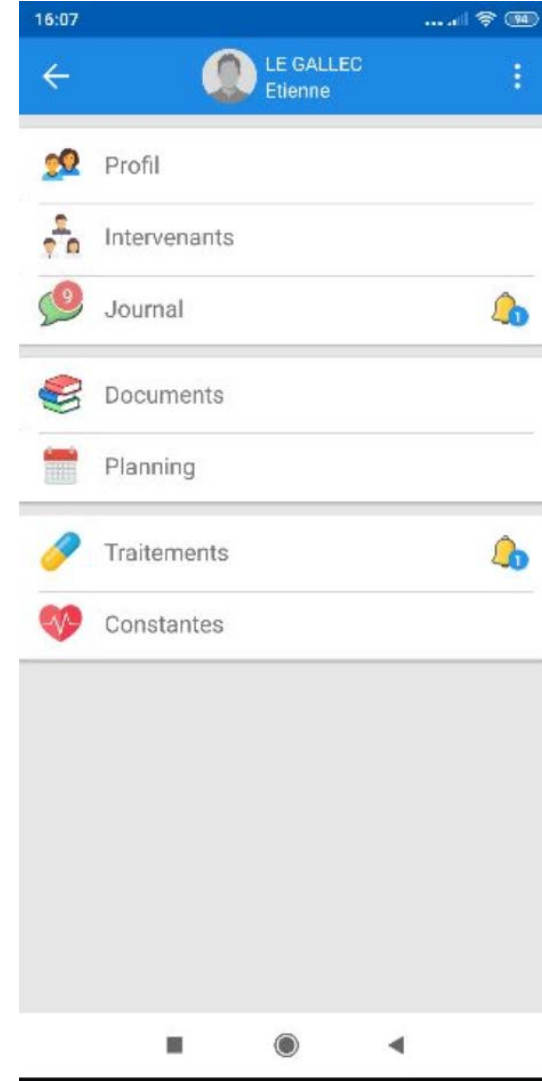 16:07
94
LE GALLEC
Etienne
Profil
Intervenants
9
Journal
1
Documents
Planning
Traitements
1
Constantes